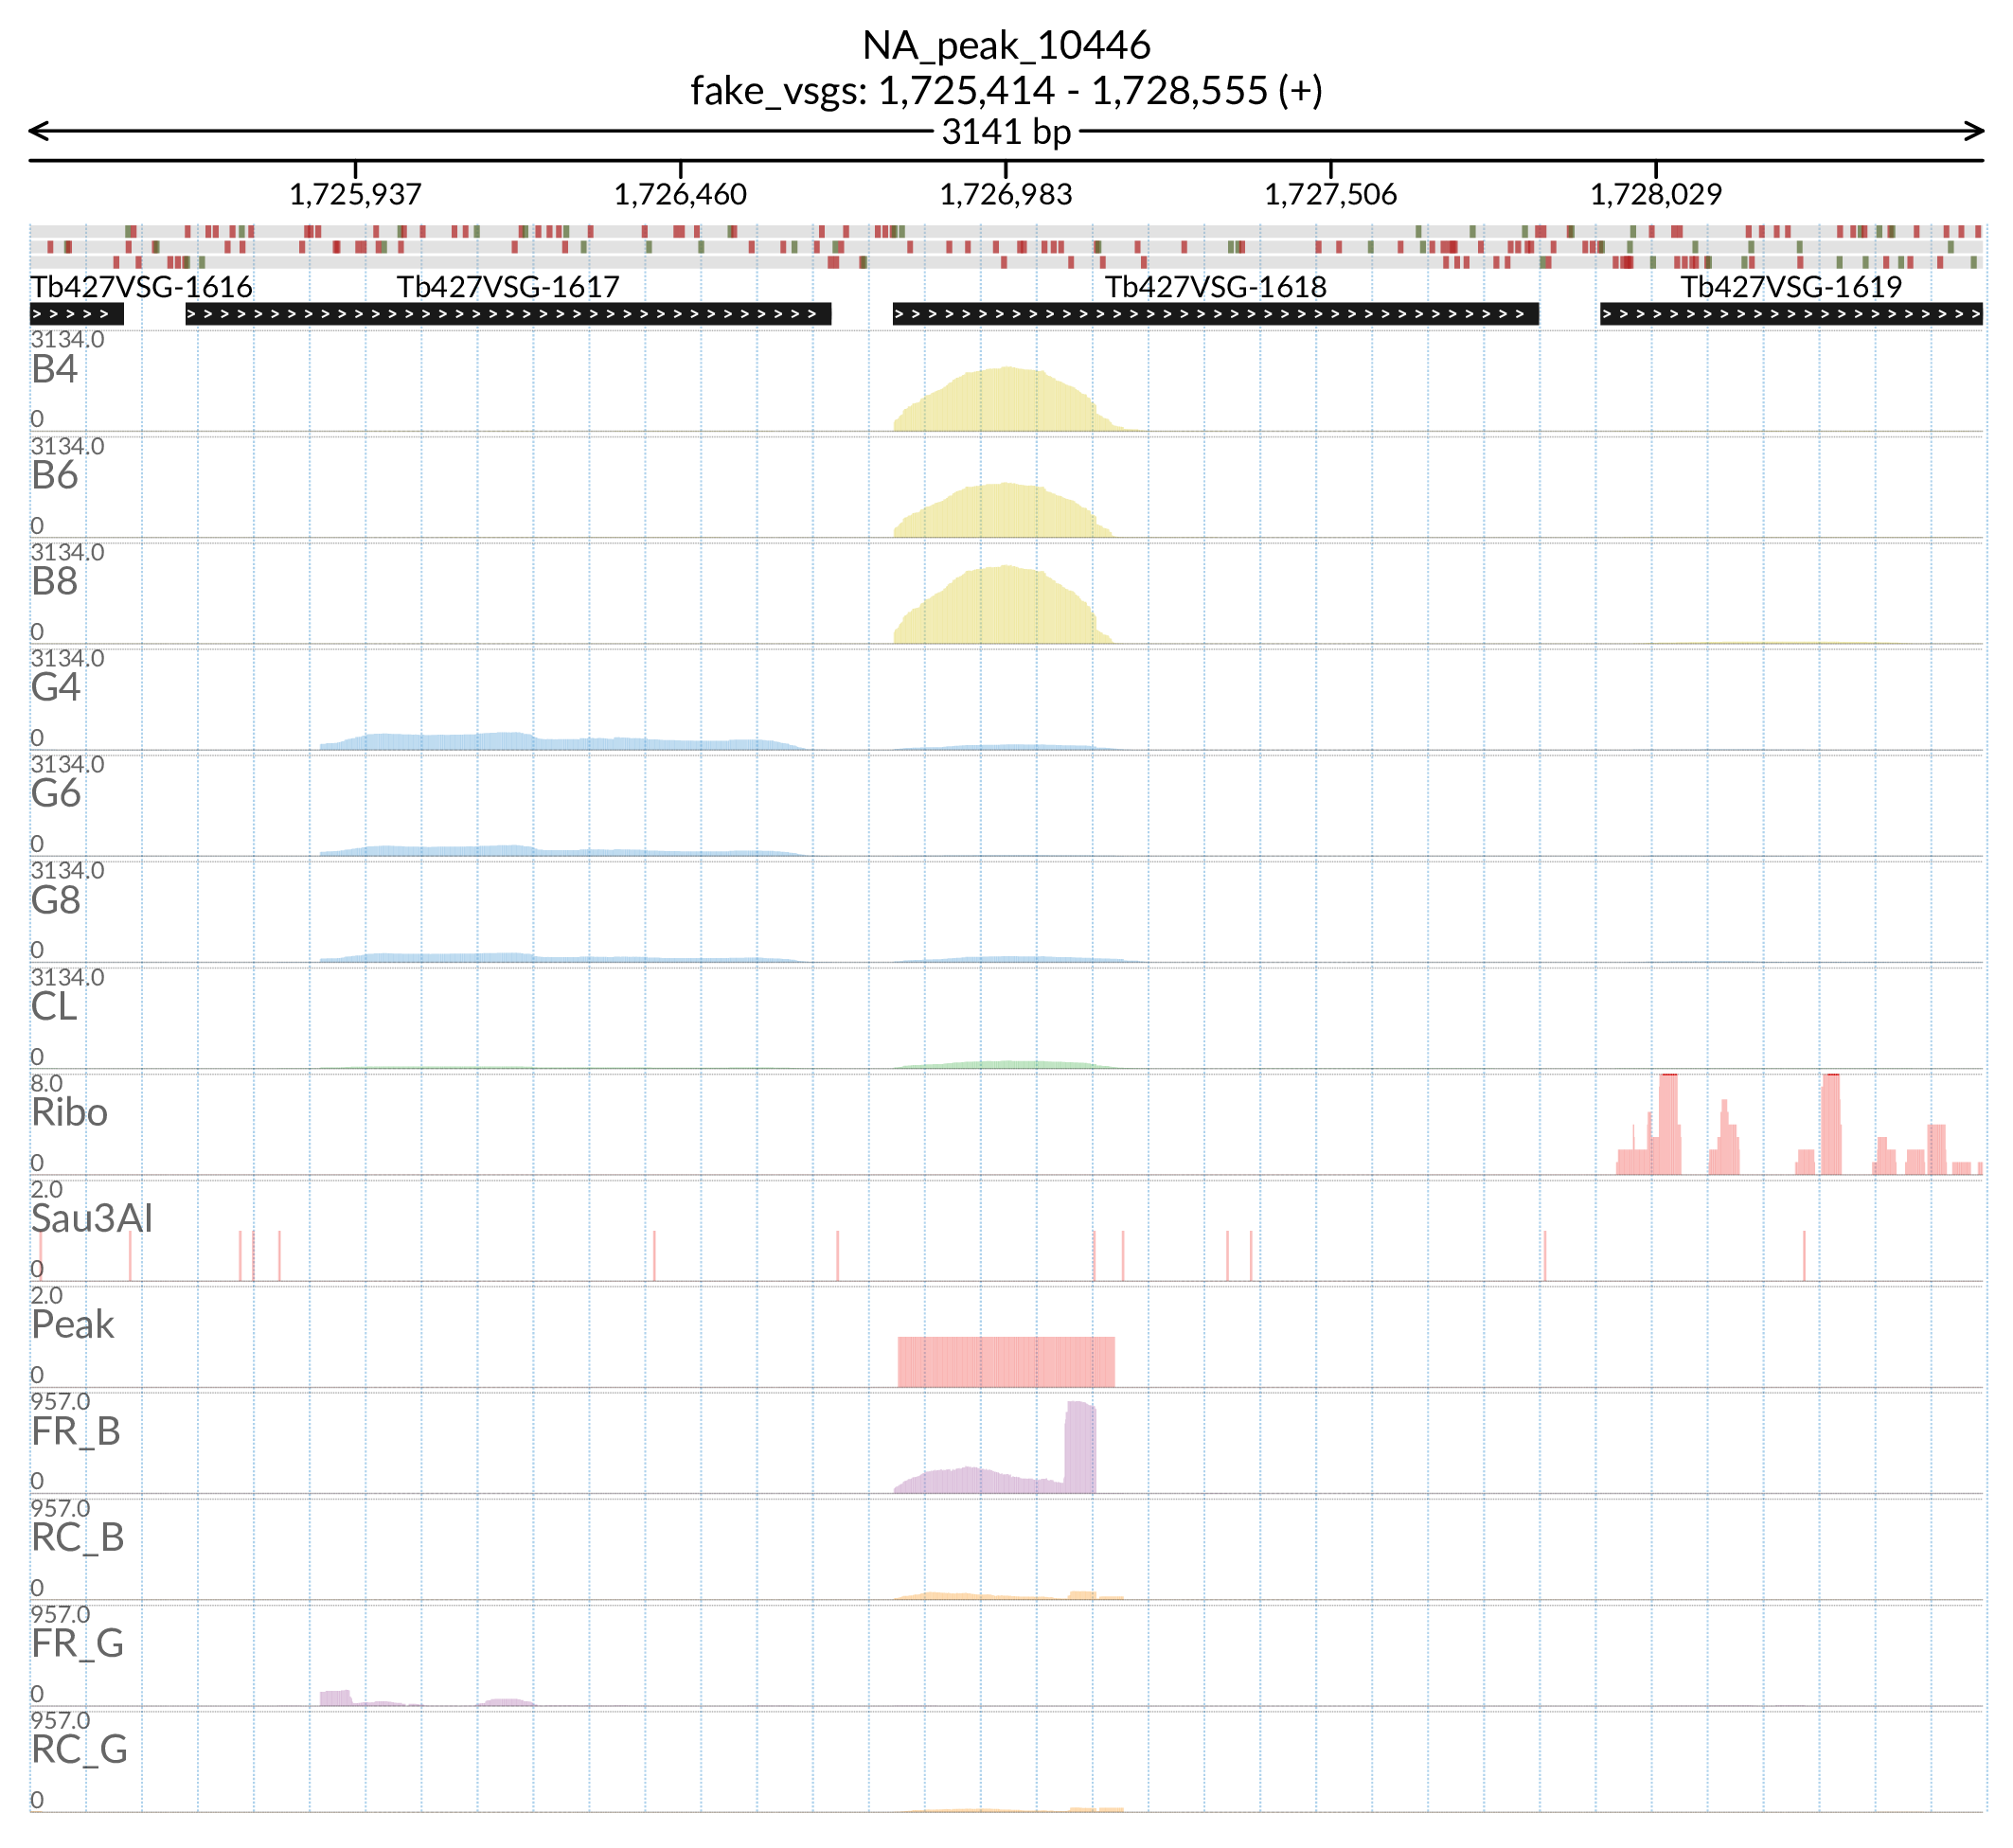 NA_peak_10446
fake_vsgs: 1,725,414 - 1,728,555 (+)
3141 bp
1,725,937 1,726,460 1,726,983 1,727,506 1,728,029
Tb427VSG-1616 Tb427VSG-1617 Tb427VSG-1618 Tb427VSG-1619
3134.0
B4
0
3134.0
B6
0
3134.0
B8
0
3134.0
G4
0
3134.0
G6
0
3134.0
G8
0
3134.0
CL
0
8.0
Ribo
0
2.0
Sau3AI
0
2.0
Peak
0
957.0
FR_B
0
957.0
RC_B
0
957.0
FR_G
0
957.0
RC_G
0